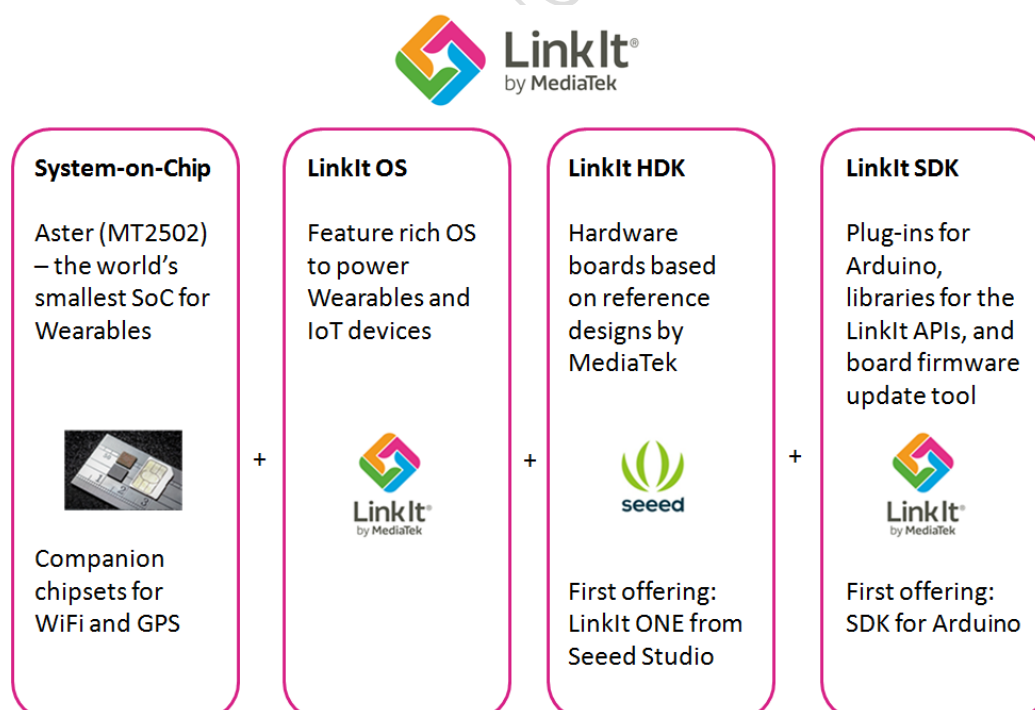 LinkIt®
by MediaTek
System-on-Chip
Aster (MT2502)
– the world's
smallest SoC for
Wearables
Companion
chipsets for
WiFi and GPS
+
LinkIt OS
Feature rich OS
to power
Wearables and
IoT devices
LinkIt®
by MediaTek
+
LinkIt HDK
Hardware
boards based
on reference
designs by
MediaTek
seeed
First offering:
LinkIt ONE from
Seeed Studio
+
LinkIt SDK
Plug-ins for
Arduino,
libraries for the
LinkIt APIs, and
board firmware
update tool
LinkIt®
by MediaTek
First offering:
SDK for Arduino